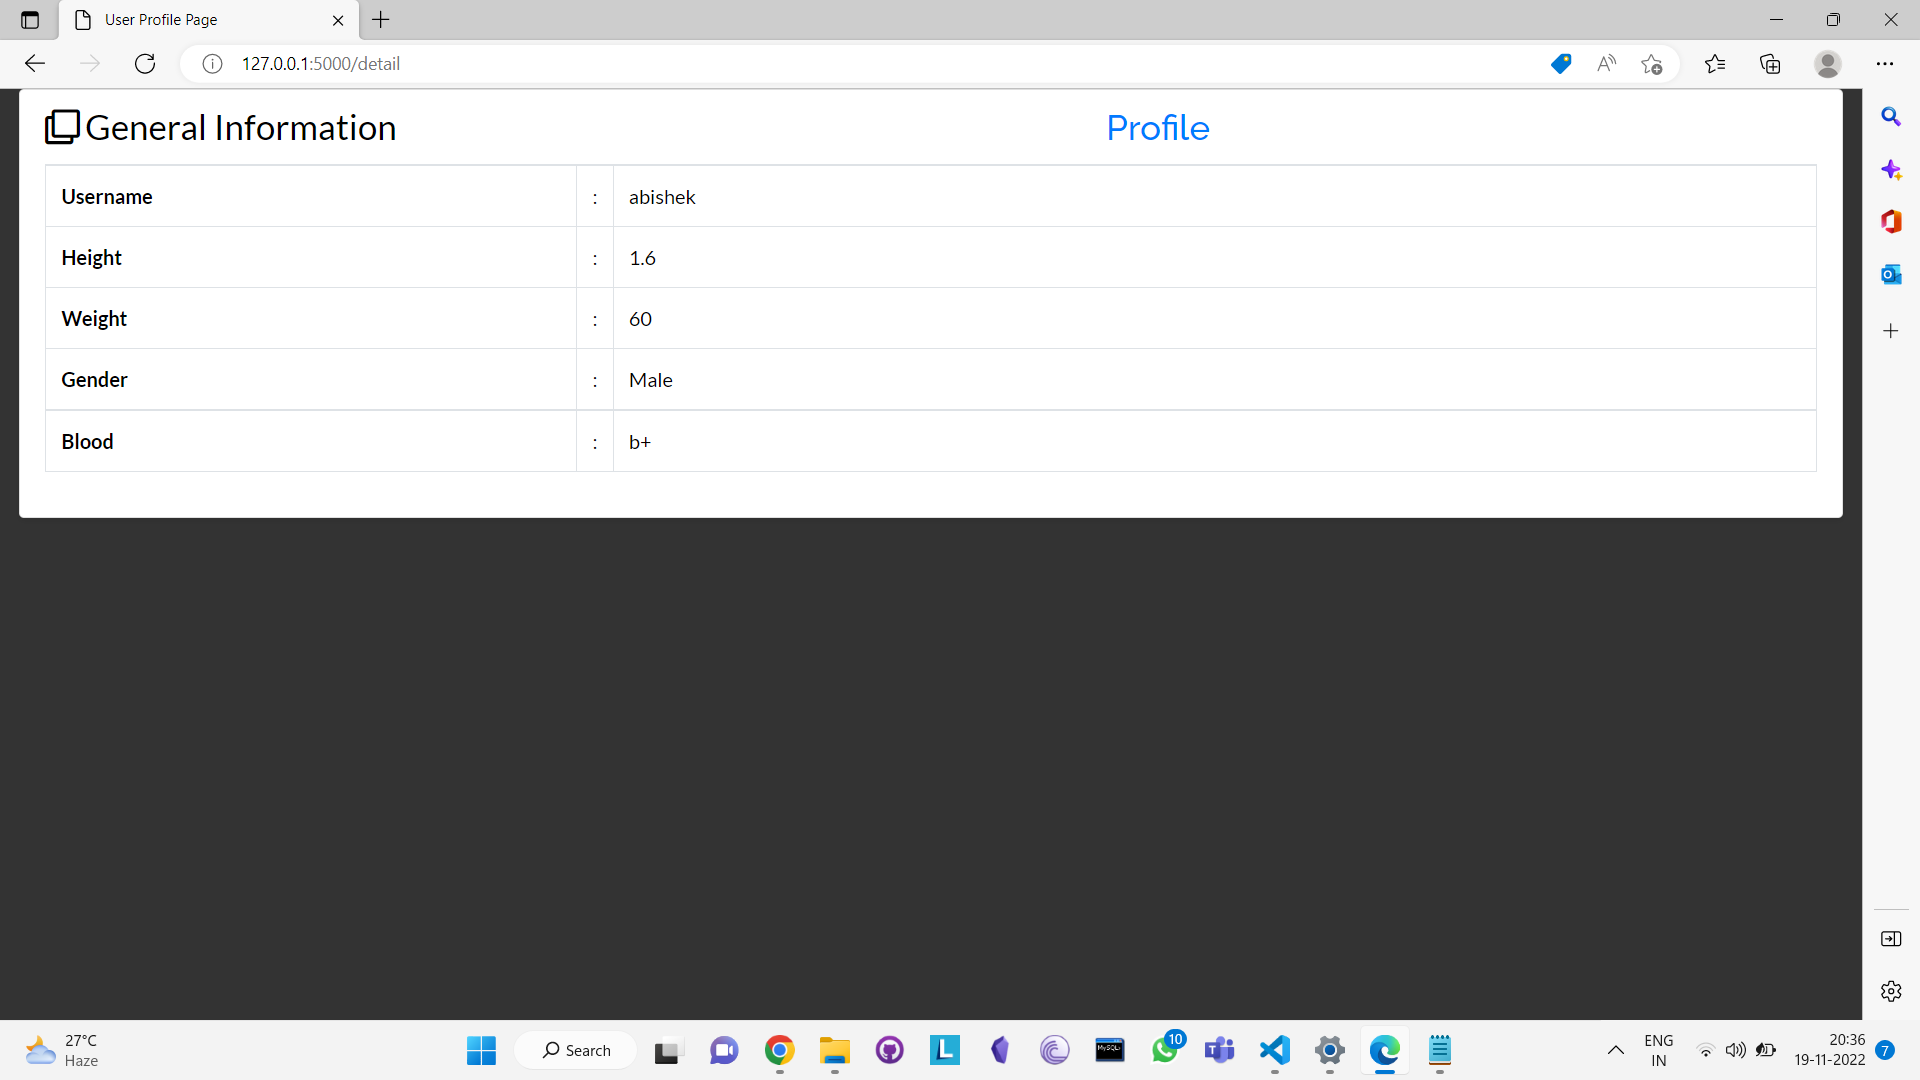 User Profile Page
127.0.0.1:5000/detail
General Information
Profile
Username : abishek
Height : 1.6
Weight : 60
Gender : Male
Blood : b+
27°C
Haze
Search
L
MySQL
10
T
ENG
IN
20:36
19-11-2022
7